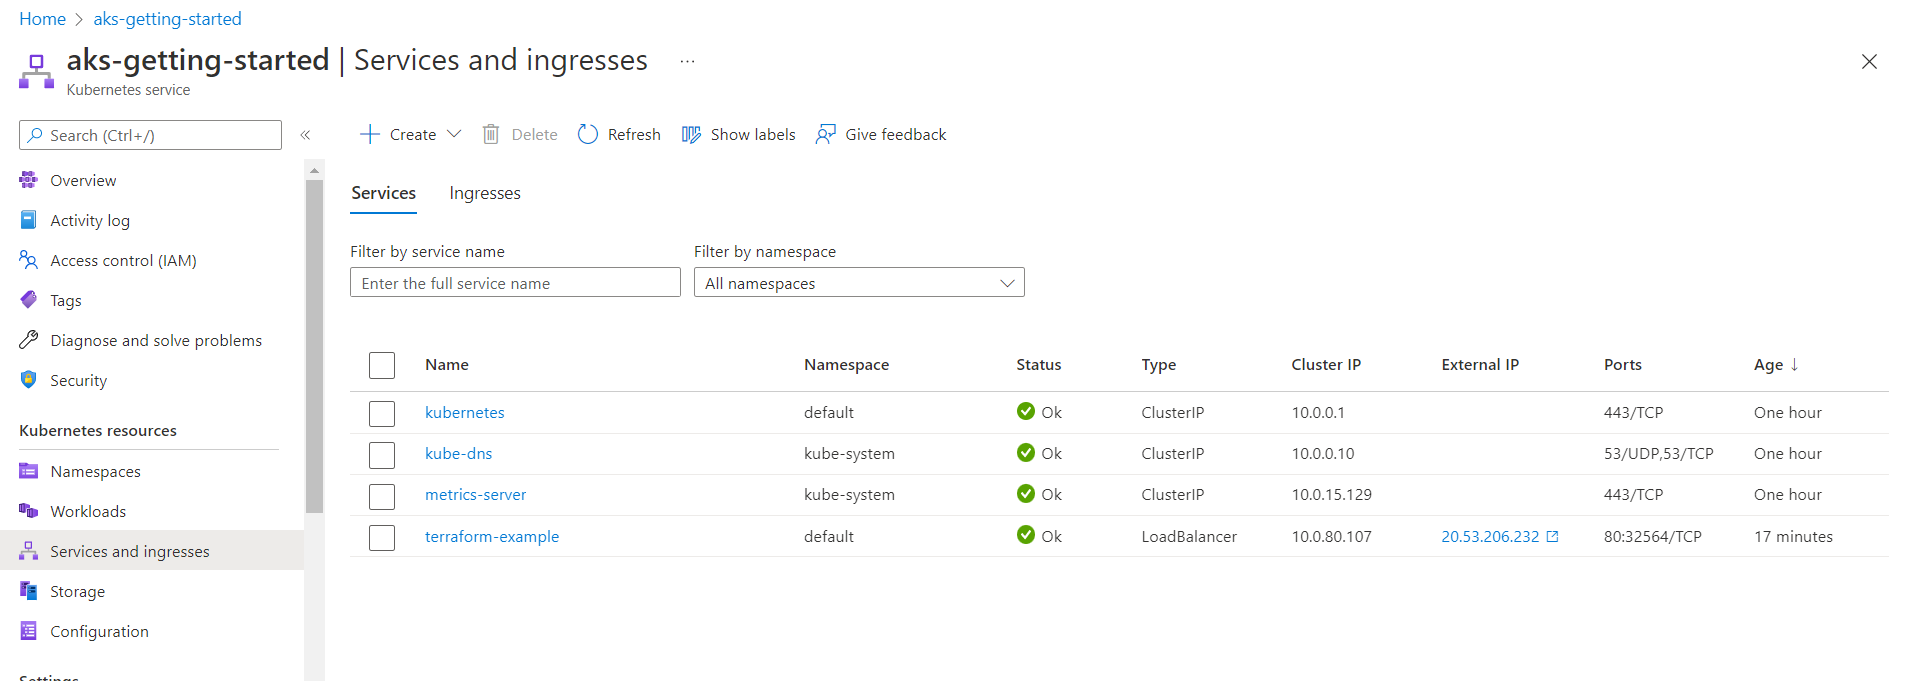 Home > aks-getting-started
aks-getting-started | Services and ingresses ...
Kubernetes service
Search (Ctrl+/) «
Create Delete Refresh Show labels Give feedback
Overview
Activity log
Access control (IAM)
Tags
Diagnose and solve problems
Security
Kubernetes resources
Namespaces
Workloads
Services and ingresses
Storage
Configuration
Settings
Services Ingresses
Filter by service name Filter by namespace
Enter the full service name All namespaces
Name Namespace Status Type Cluster IP External IP Ports Age ↓
kubernetes default Ok ClusterIP 10.0.0.1 443/TCP One hour
kube-dns kube-system Ok ClusterIP 10.0.0.10 53/UDP,53/TCP One hour
metrics-server kube-system Ok ClusterIP 10.0.15.129 443/TCP One hour
terraform-example default Ok LoadBalancer 10.0.80.107 20.53.206.232 80:32564/TCP 17 minutes